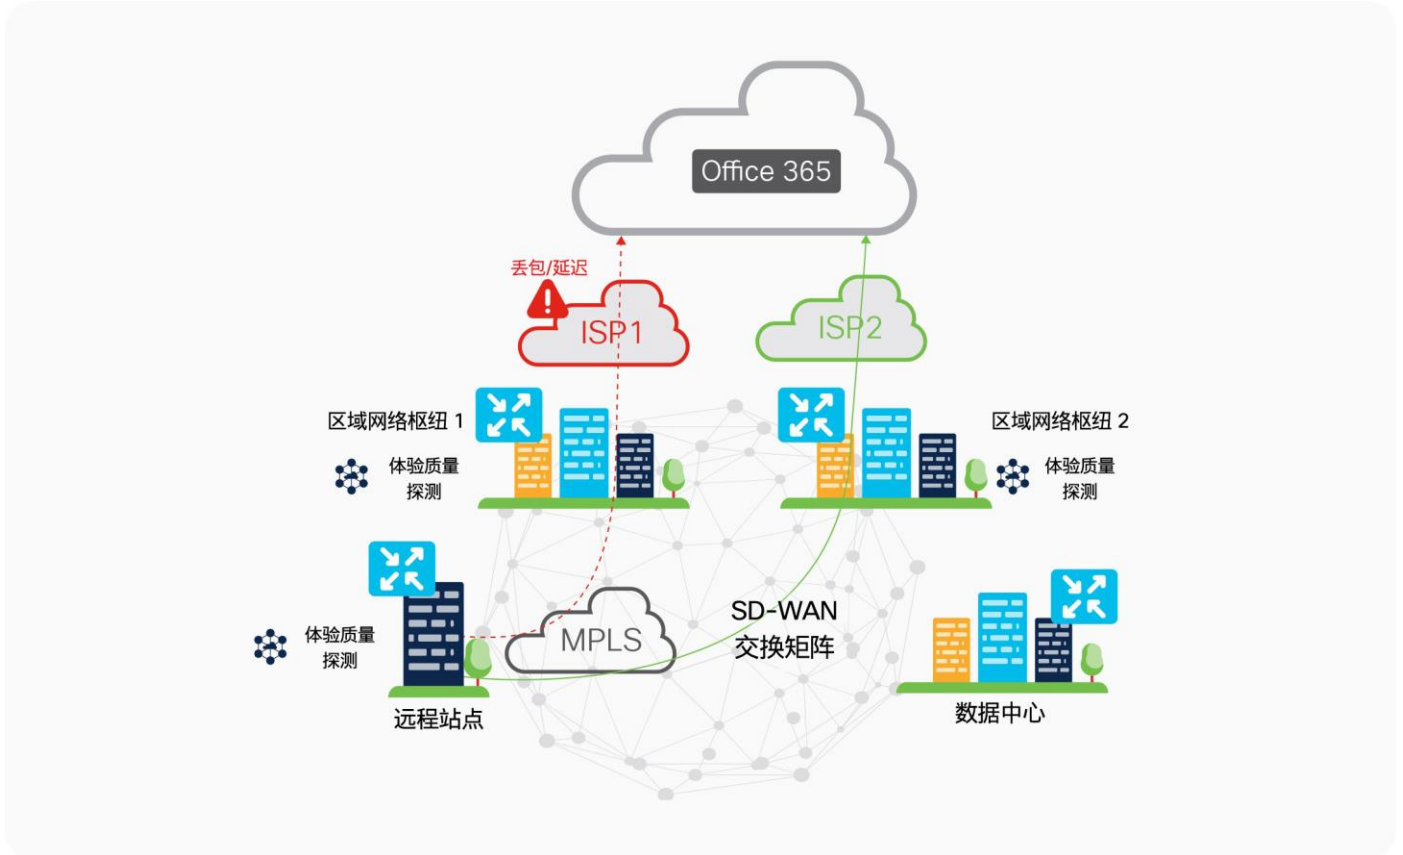 Office 365
丢包/延迟
ISP1
ISP2
区域网络枢纽 1
体验质量
探测
区域网络枢纽 2
体验质量
探测
体验质量
探测
远程站点
MPLS
SD-WAN
交换矩阵
数据中心